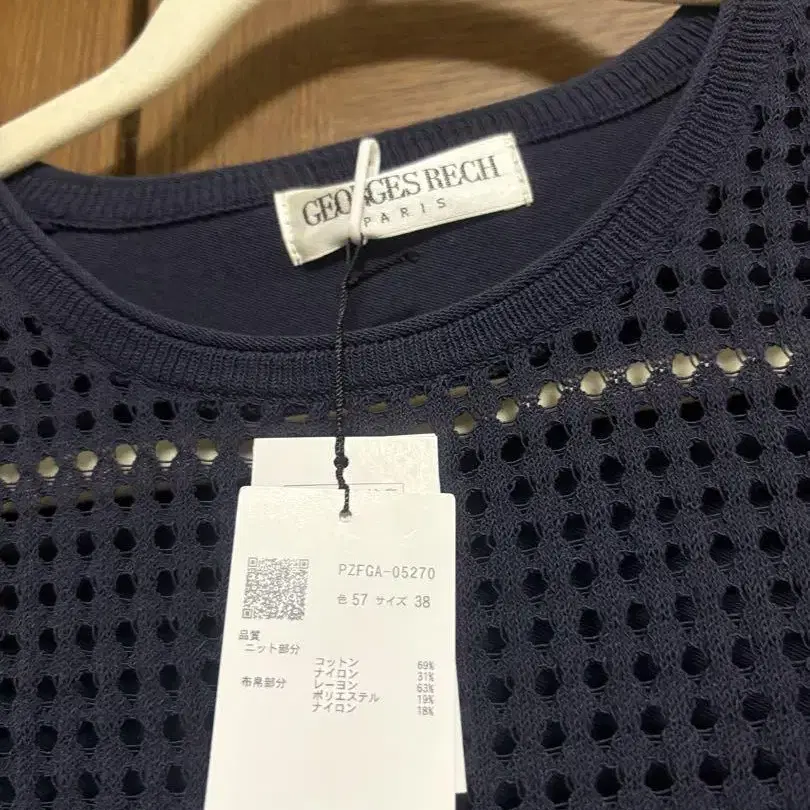 GEORGES RECH
PARIS
PZFGA-05270
色 57 サイズ 38
品質
ニット部分
コットン 69%
ナイロン 31%
布帛部分 レーヨン 63%
ポリエステル 19%
ナイロン 18%